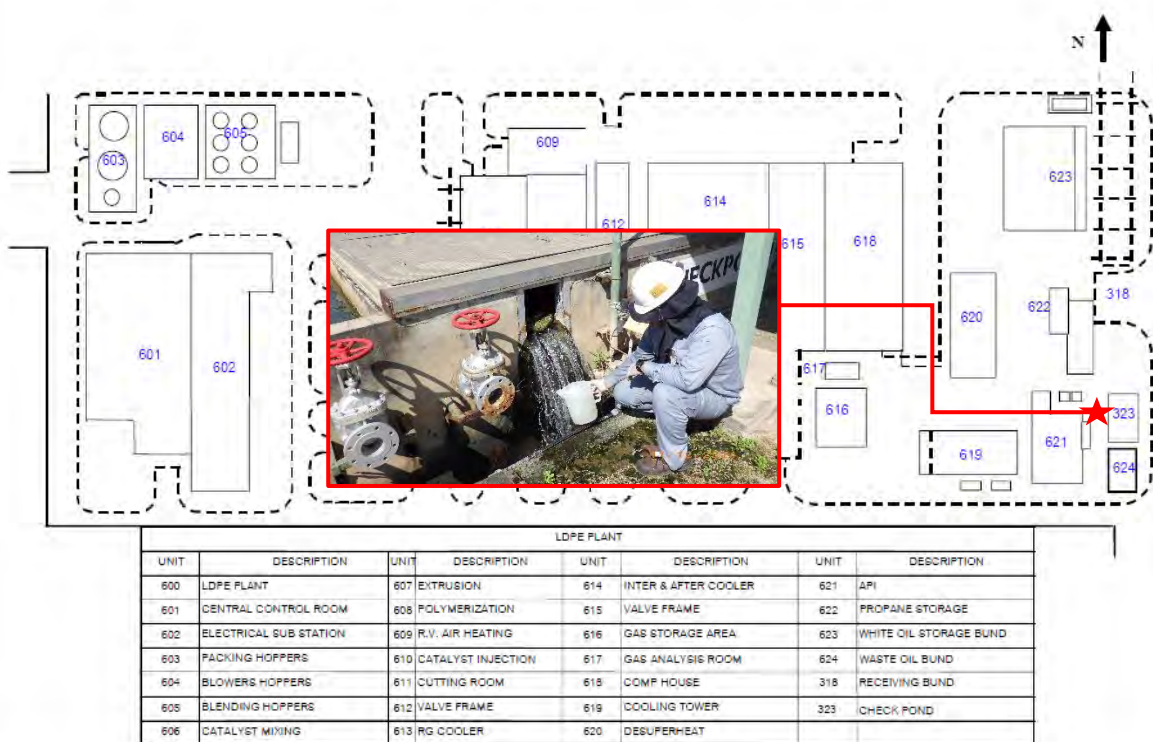 N
604
605
603
609
614
623
612
615
618
318
622
620
601
602
617
616
323
621
619
624
ECKPO
LDPE PLANT
UNIT DESCRIPTION UNIT DESCRIPTION UNIT DESCRIPTION UNIT DESCRIPTION
600 LDPE PLANT 607 EXTRUSION 614 INTER & AFTER COOLER 621 API
601 CENTRAL CONTROL ROOM 608 POLYMERIZATION 615 VALVE FRAME 622 PROPANE STORAGE
602 ELECTRICAL SUB STATION 609 R.V. AIR HEATING 616 GAS STORAGE AREA 623 WHITE OIL STORAGE BUND
603 PACKING HOPPERS 610 CATALYST INJECTION 617 GAS ANALYSIS ROOM 624 WASTE OIL BUND
604 BLOWERS HOPPERS 611 CUTTING ROOM 618 COMP HOUSE 318 RECEIVING BUND
605 BLENDING HOPPERS 612 VALVE FRAME 619 COOLING TOWER 323 CHECK POND
606 CATALYST MIXING 613 RG COOLER 620 DESUPERHEAT